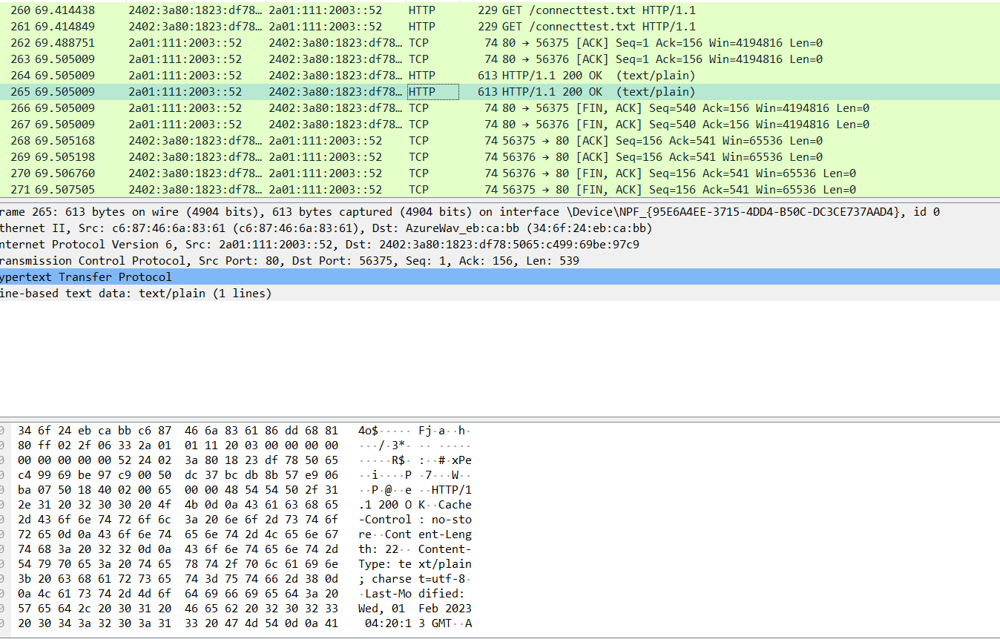 260 69.414438 2402:3a80:1823:df78… 2a01:111:2003::52 HTTP 229 GET /connecttest.txt HTTP/1.1
261 69.414849 2402:3a80:1823:df78… 2a01:111:2003::52 HTTP 229 GET /connecttest.txt HTTP/1.1
262 69.488751 2a01:111:2003::52 2402:3a80:1823:df78… TCP 74 80 → 56375 [ACK] Seq=1 Ack=156 Win=4194816 Len=0
263 69.505009 2a01:111:2003::52 2402:3a80:1823:df78… TCP 74 80 → 56376 [ACK] Seq=1 Ack=156 Win=4194816 Len=0
264 69.505009 2a01:111:2003::52 2402:3a80:1823:df78… HTTP 613 HTTP/1.1 200 OK (text/plain)
265 69.505009 2a01:111:2003::52 2402:3a80:1823:df78… HTTP 613 HTTP/1.1 200 OK (text/plain)
266 69.505009 2a01:111:2003::52 2402:3a80:1823:df78… TCP 74 80 → 56375 [FIN, ACK] Seq=540 Ack=156 Win=4194816 Len=0
267 69.505009 2a01:111:2003::52 2402:3a80:1823:df78… TCP 74 80 → 56376 [FIN, ACK] Seq=540 Ack=156 Win=4194816 Len=0
268 69.505168 2402:3a80:1823:df78… 2a01:111:2003::52 TCP 74 56375 → 80 [ACK] Seq=156 Ack=541 Win=65536 Len=0
269 69.505198 2402:3a80:1823:df78… 2a01:111:2003::52 TCP 74 56376 → 80 [ACK] Seq=156 Ack=541 Win=65536 Len=0
270 69.506760 2402:3a80:1823:df78… 2a01:111:2003::52 TCP 74 56376 → 80 [FIN, ACK] Seq=156 Ack=541 Win=65536 Len=0
271 69.507505 2402:3a80:1823:df78… 2a01:111:2003::52 TCP 74 56375 → 80 [FIN, ACK] Seq=156 Ack=541 Win=65536 Len=0
rame 265: 613 bytes on wire (4904 bits), 613 bytes captured (4904 bits) on interface \Device\NPF_{95E6A4EE-3715-4DD4-B50C-DC3CE737AAD4}, id 0
thernet II, Src: c6:87:46:6a:83:61 (c6:87:46:6a:83:61), Dst: AzureWav_eb:ca:bb (34:6f:24:eb:ca:bb)
nternet Protocol Version 6, Src: 2a01:111:2003::52, Dst: 2402:3a80:1823:df78:5065:c499:69be:97c9
ransmission Control Protocol, Src Port: 80, Dst Port: 56375, Seq: 1, Ack: 156, Len: 539
ypertext Transfer Protocol
ine-based text data: text/plain (1 lines)
34 6f 24 eb ca bb c6 87 46 6a 83 61 86 dd 68 81 4o$····· Fj·a··h·
80 ff 02 2f 06 33 2a 01 01 11 20 03 00 00 00 00 ···/·3*· ·· ·····
00 00 00 00 00 52 24 02 3a 80 18 23 df 78 50 65 ·····R$· :··#·xPe
c4 99 69 be 97 c9 00 50 dc 37 bc db 8b 57 e9 06 ··i····P ·7···W··
ba 07 50 18 40 02 00 65 00 00 48 54 54 50 2f 31 ··P·@··e ··HTTP/1
2e 31 20 32 30 30 20 4f 4b 0d 0a 43 61 63 68 65 .1 200 O K··Cache
2d 43 6f 6e 74 72 6f 6c 3a 20 6e 6f 2d 73 74 6f -Control : no-sto
72 65 0d 0a 43 6f 6e 74 65 6e 74 2d 4c 65 6e 67 re··Cont ent-Leng
74 68 3a 20 32 32 0d 0a 43 6f 6e 74 65 6e 74 2d th: 22·· Content-
54 79 70 65 3a 20 74 65 78 74 2f 70 6c 61 69 6e Type: te xt/plain
3b 20 63 68 61 72 73 65 74 3d 75 74 66 2d 38 0d ; charse t=utf-8·
0a 4c 61 73 74 2d 4d 6f 64 69 66 69 65 64 3a 20 ·Last-Mo dified:
57 65 64 2c 20 30 31 20 46 65 62 20 32 30 32 33 Wed, 01 Feb 2023
20 30 34 3a 32 30 3a 31 33 20 47 4d 54 0d 0a 41 04:20:1 3 GMT··A